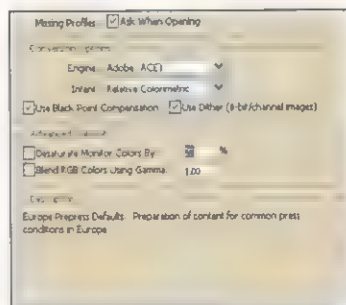 Missing Profiles: Ask When Opening
Conversion Options
Engine: Adobe (ACE)
Intent: Relative Colorimetric
Use Black Point Compensation Use Dither (8-bit/channel images)
Advanced Controls
Desaturate Monitor Colors By: %
Blend RGB Colors Using Gamma: 1.00
Description
Europe Prepress Defaults: Preparation of content for common press
conditions in Europe